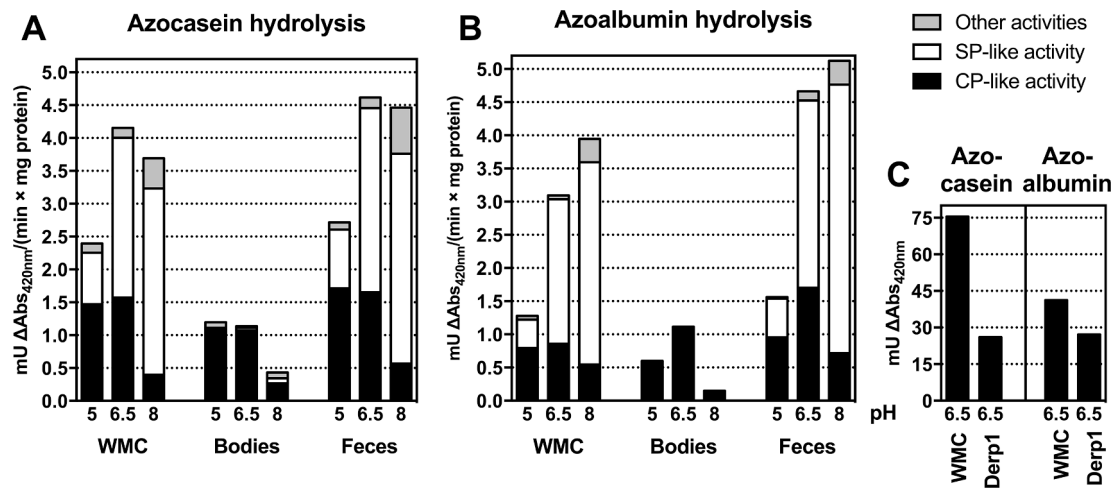 A
Azocasein hydrolysis
mU ΔAbs420nm/(min × mg protein)
5.0
4.5
4.0
3.5
3.0
2.5
2.0
1.5
1.0
0.5
0.0
5 6.5 8 5 6.5 8 5 6.5 8
WMC Bodies Feces
B
Azoalbumin hydrolysis
mU ΔAbs420nm/(min × mg protein)
5.0
4.5
4.0
3.5
3.0
2.5
2.0
1.5
1.0
0.5
0.0
5 6.5 8 5 6.5 8 5 6.5 8
WMC Bodies Feces
Other activities
SP-like activity
CP-like activity
C
Azo-
casein
Azo-
albumin
mU ΔAbs420nm
75
60
45
30
15
0
pH 6.5 6.5 6.5 6.5
WMC Derp1 WMC Derp1